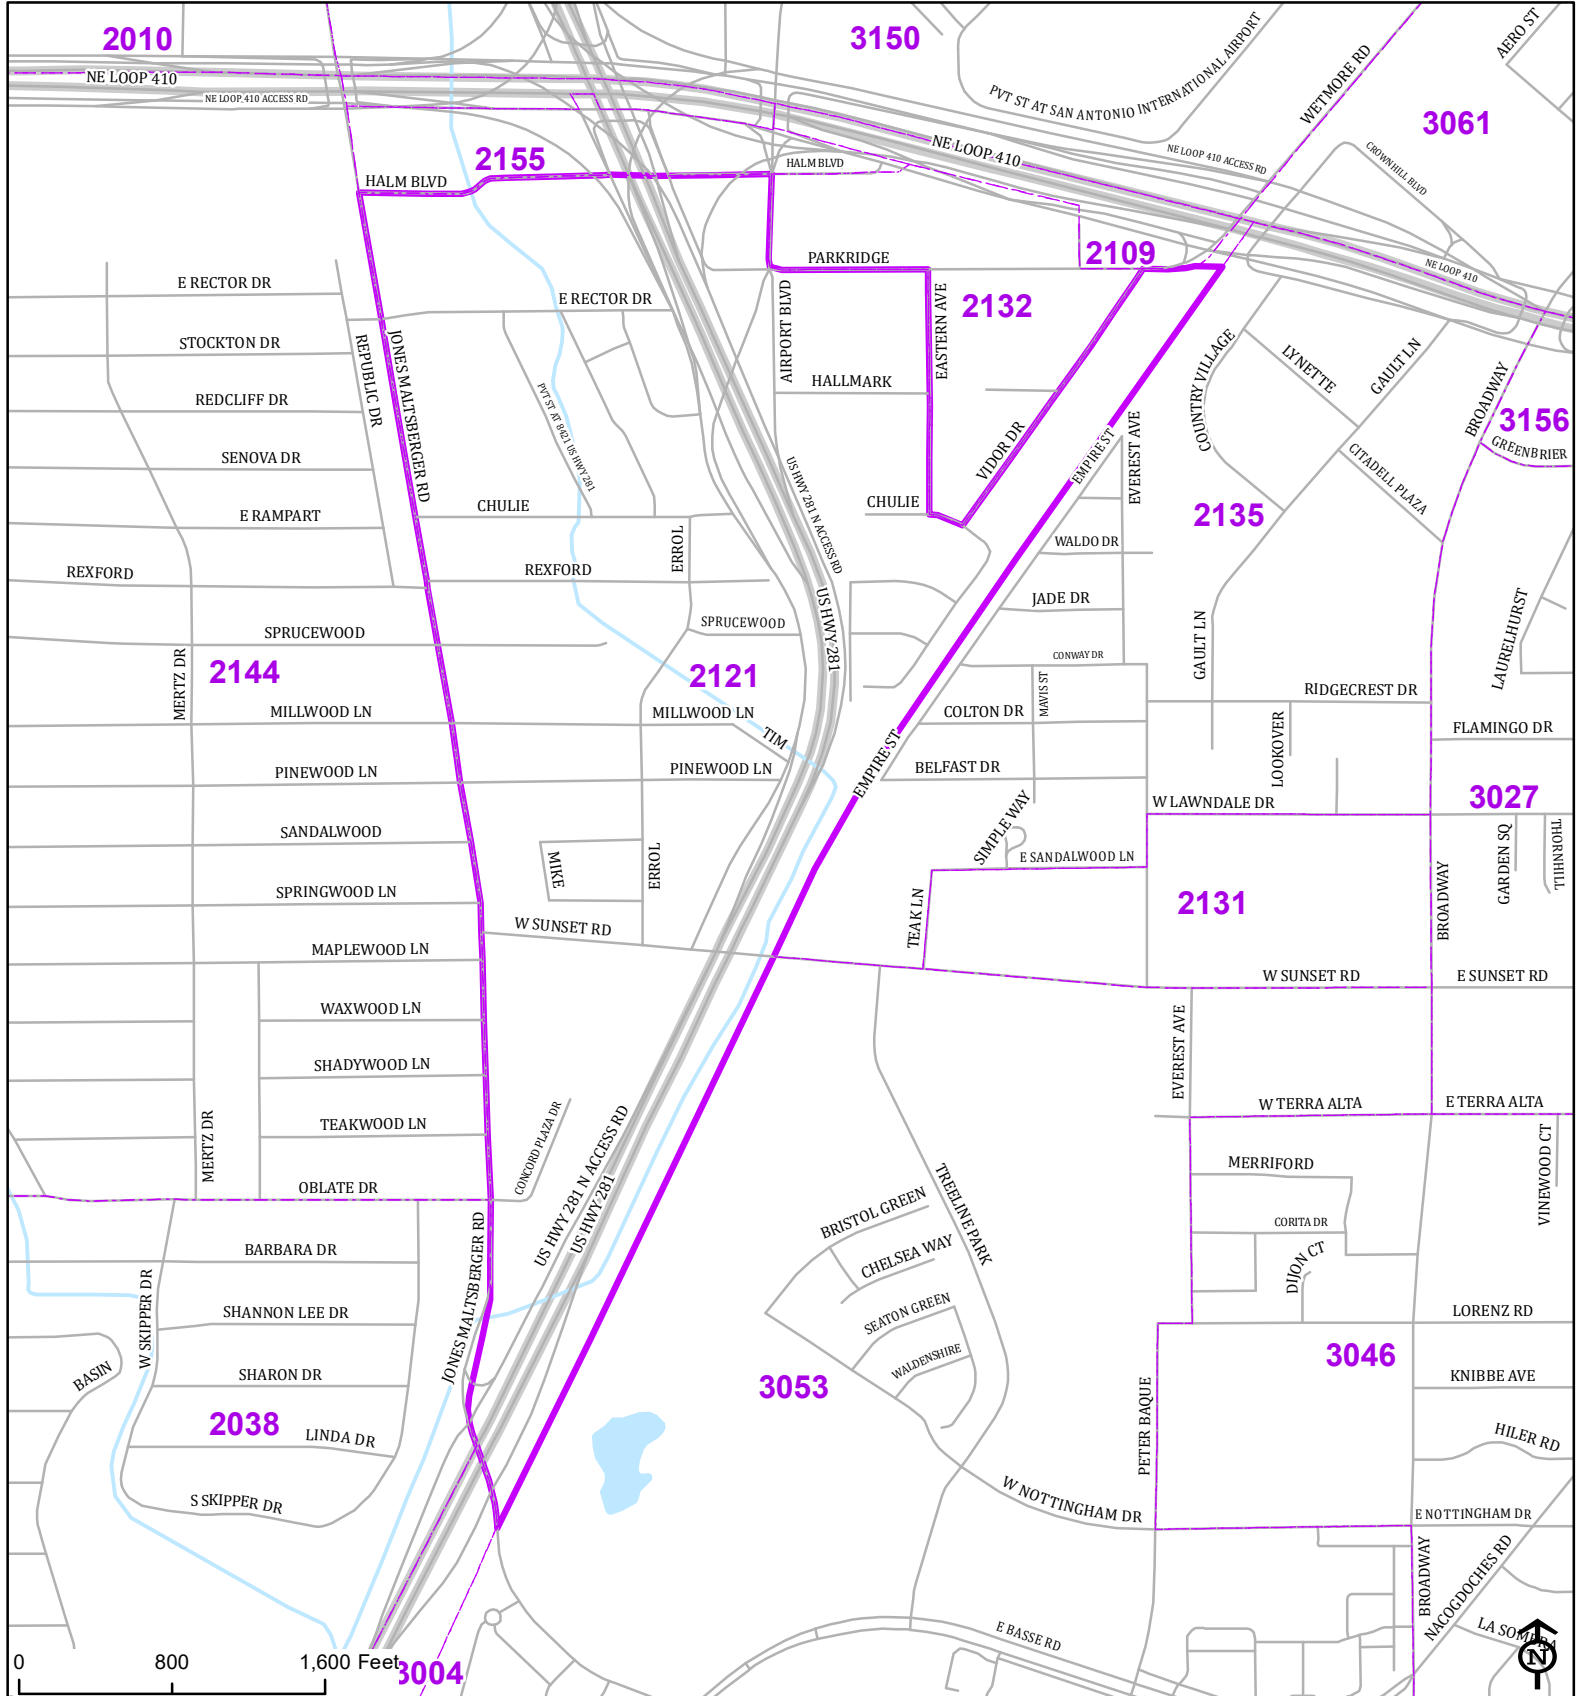 2010
3150
AERO ST
NE LOOP 410
NE LOOP 410 ACCESS RD
PVT ST AT SAN ANTONIO INTERNATIONAL AIRPORT
WETMORE RD
3061
2155
HALM BLVD
HALM BLVD
NE LOOP 410
NE LOOP 410 ACCESS RD
CROWNHILL BLVD
PARKRIDGE
2109
NE LOOP 410
E RECTOR DR
E RECTOR DR
AIRPORT BLVD
EASTERN AVE
2132
STOCKTON DR
REPUBLIC DR
JONES MALTSBERGER RD
HALLMARK
COUNTRY VILLAGE
LYNETTE
GAULT LN
BROADWAY
REDCLIFF DR
PVT ST AT 8421 US HWY 281
3156
GREENBRIER
SENOVA DR
US HWY 281 N ACCESS RD
VIDOR DR
EMPIRE ST
EVEREST AVE
CITADELL PLAZA
E RAMPART
CHULIE
CHULIE
2135
ERROL
WALDO DR
REXFORD
REXFORD
JADE DR
SPRUCEWOOD
SPRUCEWOOD
US HWY 281
GAULT LN
LAURELHURST
MERTZ DR
2144
2121
CONWAY DR
MAVIS ST
RIDGECREST DR
MILLWOOD LN
MILLWOOD LN
TIM
COLTON DR
LOOKOVER
FLAMINGO DR
PINEWOOD LN
PINEWOOD LN
EMPIRE ST
BELFAST DR
3027
SANDALWOOD
SIMPLE WAY
W LAWNDALE DR
GARDEN SQ
THORNHILL
MIKE
ERROL
E SANDALWOOD LN
SPRINGWOOD LN
TEAK LN
2131
BROADWAY
MAPLEWOOD LN
W SUNSET RD
W SUNSET RD
E SUNSET RD
WAXWOOD LN
EVEREST AVE
SHADYWOOD LN
TEAKWOOD LN
MERTZ DR
CONCORD PLAZA DR
W TERRA ALTA
E TERRA ALTA
OBLATE DR
US HWY 281 N ACCESS RD
US HWY 281
TREELINE PARK
MERRIFORD
VINEWOOD CT
BARBARA DR
JONES MALTSBERGER RD
BRISTOL GREEN
CORITA DR
W SKIPPER DR
CHELSEA WAY
DIJON CT
SHANNON LEE DR
SEATON GREEN
LORENZ RD
BASIN
SHARON DR
WALDENSHIRE
3053
3046
KNIBBE AVE
2038
LINDA DR
PETER BAQUE
HILER RD
S SKIPPER DR
W NOTTINGHAM DR
E NOTTINGHAM DR
BROADWAY
NACOGDOCHES RD
E BASSE RD
LA SOMBRA
0 800 1,600 Feet
3004
N